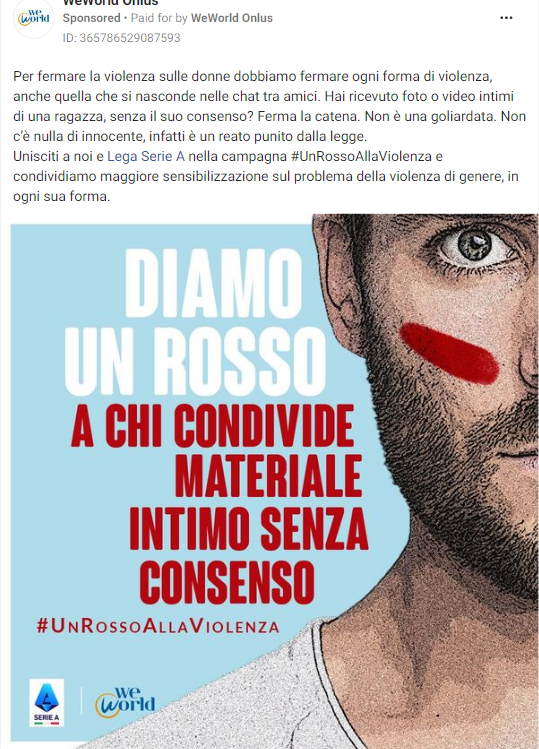 WeWorld Onlus
we
World
Sponsored • Paid for by WeWorld Onlus
ID: 365786529087593
Per fermare la violenza sulle donne dobbiamo fermare ogni forma di violenza,
anche quella che si nasconde nelle chat tra amici. Hai ricevuto foto o video intimi
di una ragazza, senza il suo consenso? Ferma la catena. Non è una goliardata. Non
c'è nulla di innocente, infatti è un reato punito dalla legge.
Unisciti a noi e Lega Serie A nella campagna #UnRossoAllaViolenza e
condividiamo maggiore sensibilizzazione sul problema della violenza di genere, in
ogni sua forma.
DIAMO
UN ROSSO
A CHI CONDIVIDE
MATERIALE
INTIMO SENZA
CONSENSO
#UnRossoAllaViolenza
SERIE A
we
World